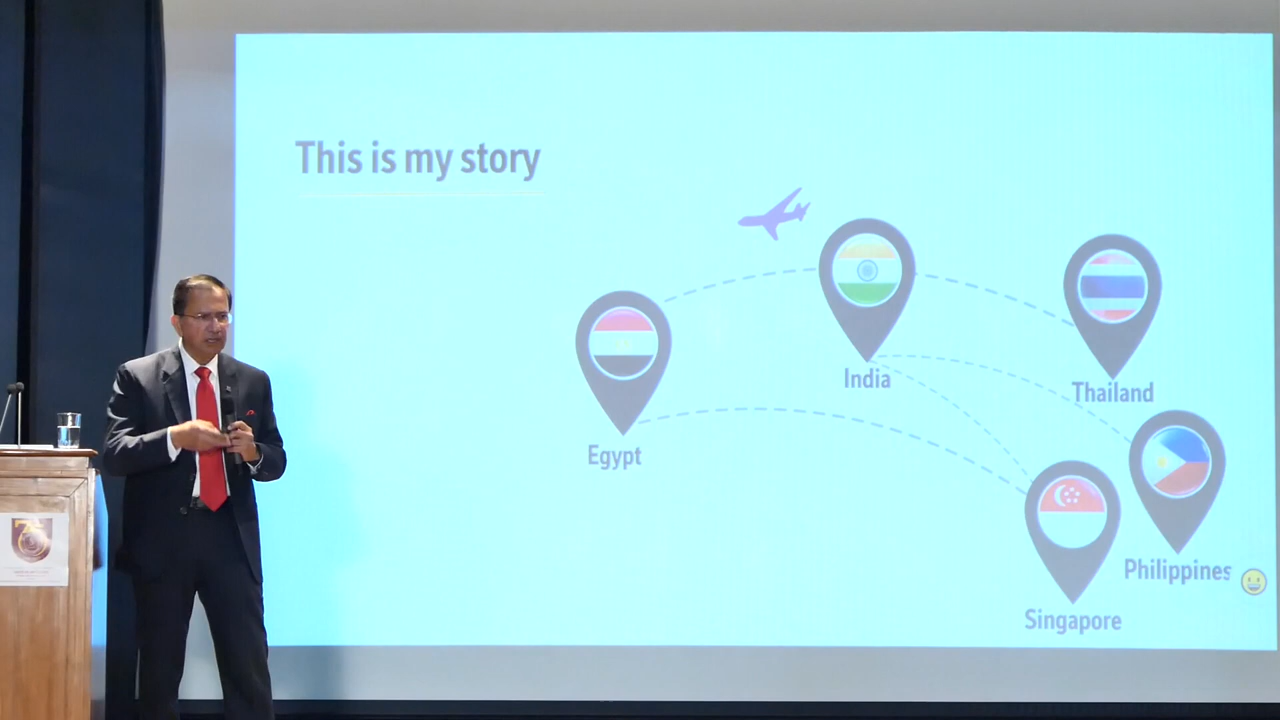 This is my story
India
Thailand
Egypt
Philippines
Singapore